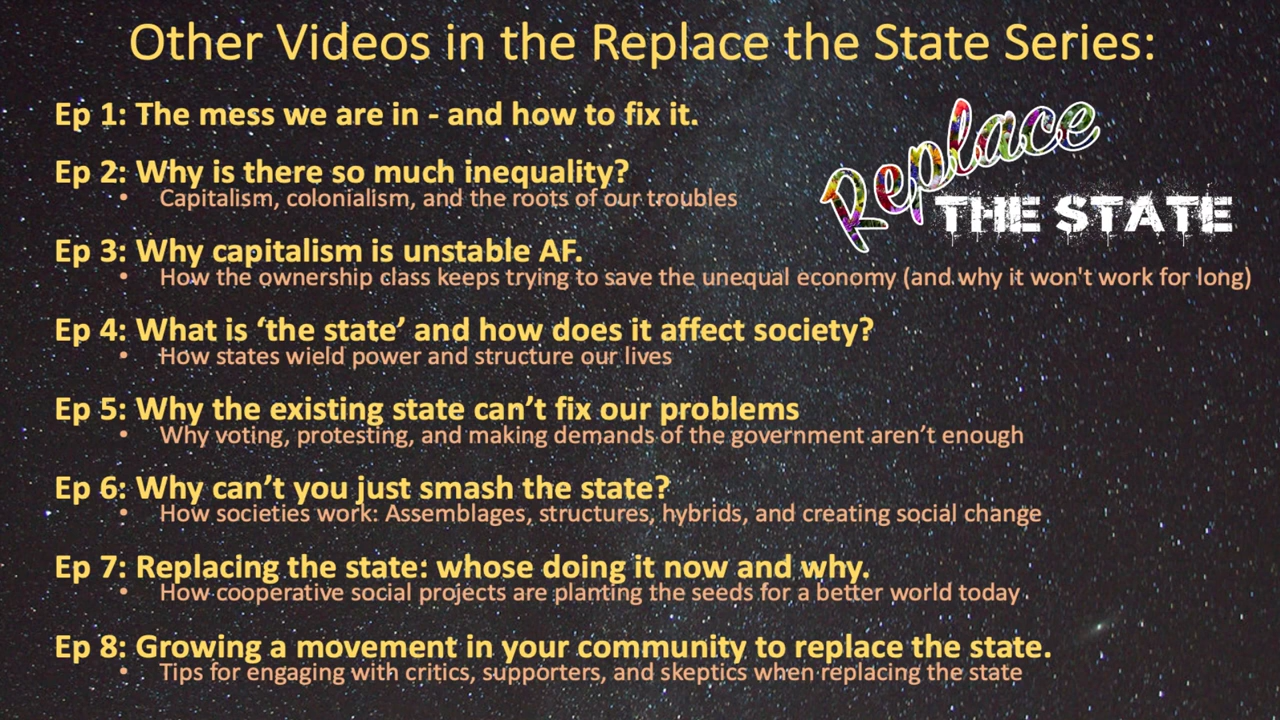 Other Videos in the Replace the State Series:
Ep 1: The mess we are in - and how to fix it.
Replace
THE STATE
Ep 2: Why is there so much inequality?
• Capitalism, colonialism, and the roots of our troubles
Ep 3: Why capitalism is unstable AF.
• How the ownership class keeps trying to save the unequal economy (and why it won't work for long)
Ep 4: What is ‘the state’ and how does it affect society?
• How states wield power and structure our lives
Ep 5: Why the existing state can’t fix our problems
• Why voting, protesting, and making demands of the government aren’t enough
Ep 6: Why can’t you just smash the state?
• How societies work: Assemblages, structures, hybrids, and creating social change
Ep 7: Replacing the state: whose doing it now and why.
• How cooperative social projects are planting the seeds for a better world today
Ep 8: Growing a movement in your community to replace the state.
• Tips for engaging with critics, supporters, and skeptics when replacing the state